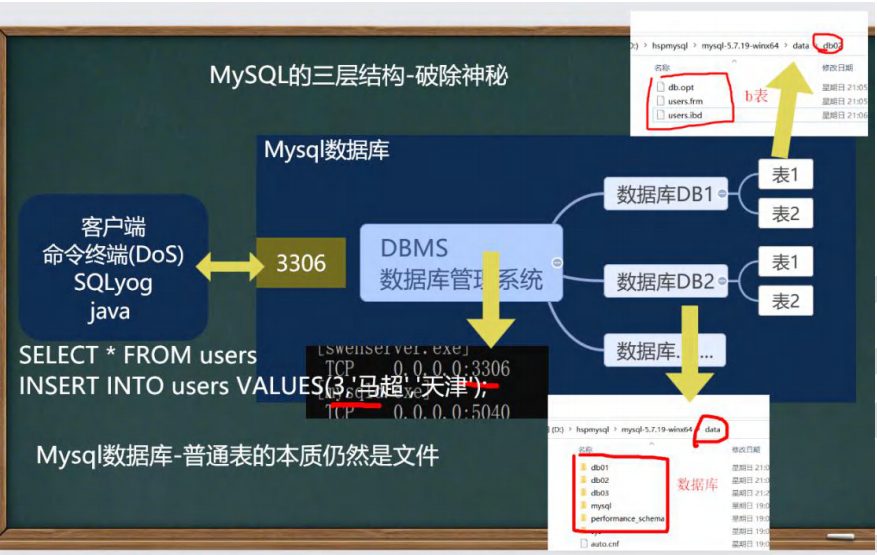 MySQL的三层结构-破除神秘
:) > hspmysql > mysql-5.7.19-winx64 > data > db02
名称
修改日期
db.opt
星期日 21:05
users.frm
星期日 21:05
users.ibd
星期日 21:06
b表
Mysql数据库
客户端
命令终端(DoS)
SQLyog
java
3306
DBMS
数据库管理系统
数据库DB1
表1
表2
数据库DB2
表1
表2
数据库......
SELECT * FROM users
INSERT INTO users VALUES(3,'马超','天津');
[swenserver.exe]
TCP 0.0.0.0:3306
[mysqld.exe]
TCP 0.0.0.0:5040
Mysql数据库-普通表的本质仍然是文件
(D:) > hspmysql > mysql-5.7.19-winx64 > data
名称
修改日期
db01
星期日 21:0
db02
星期日 21:0
db03
星期日 21:2
mysql
星期日 19:0
performance_schema
星期日 19:0
星期日 19:0
auto.cnf
星期日 19:0
数据库